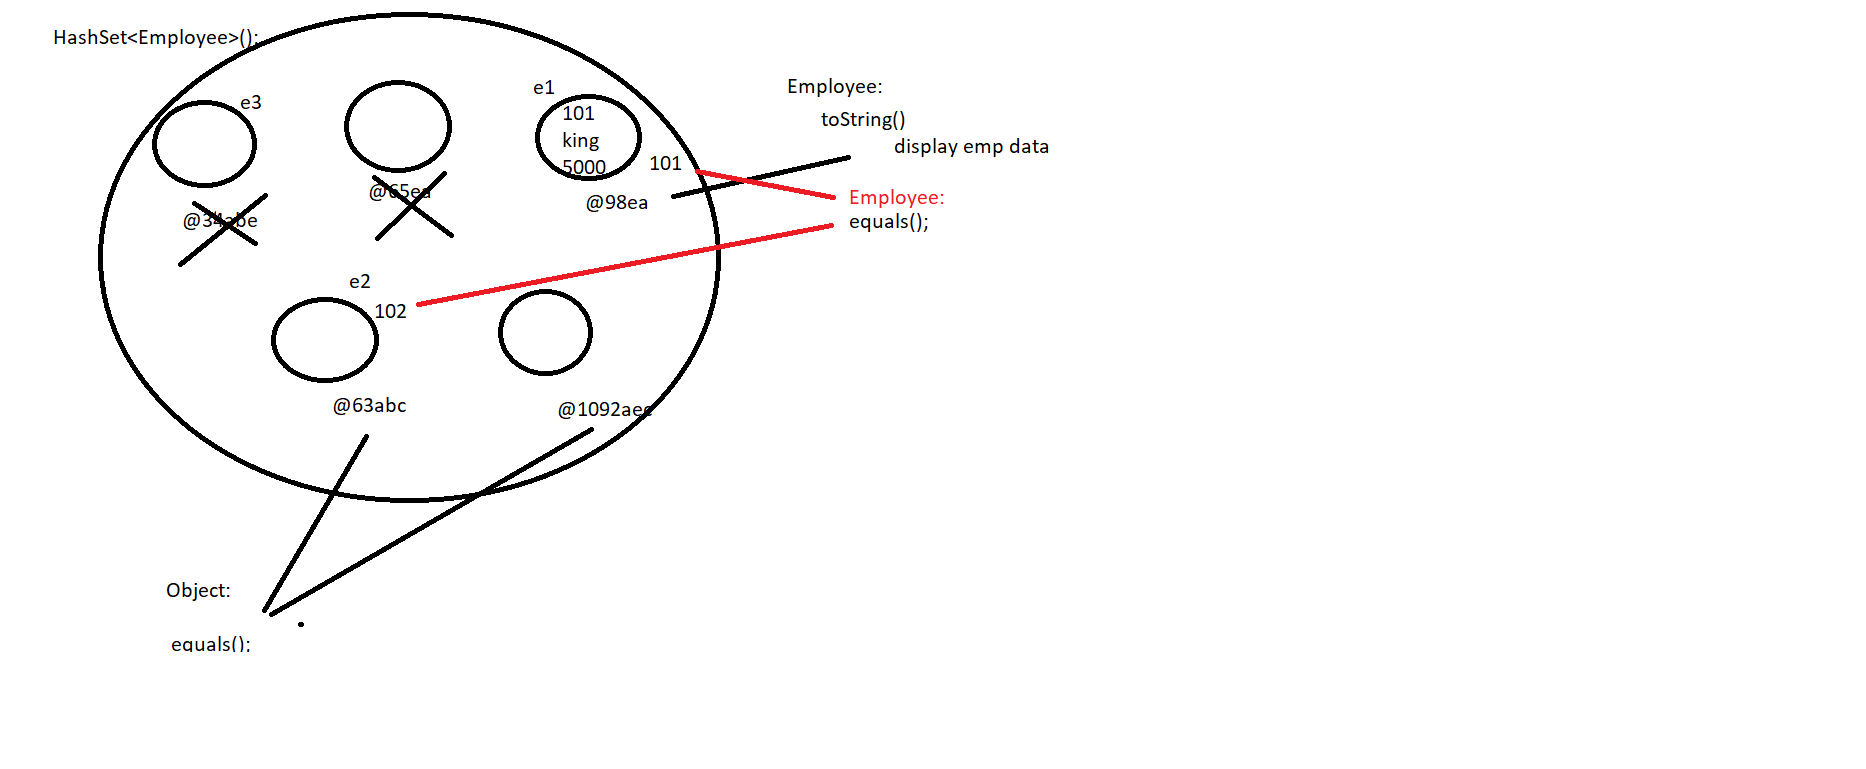 HashSet<Employee>();
e3
e1
101
king
5000
101
@34abe
@65ea
@98ea
Employee:
toString()
display emp data
Employee:
equals();
e2
102
@63abc
@1092aec
Object:
equals();